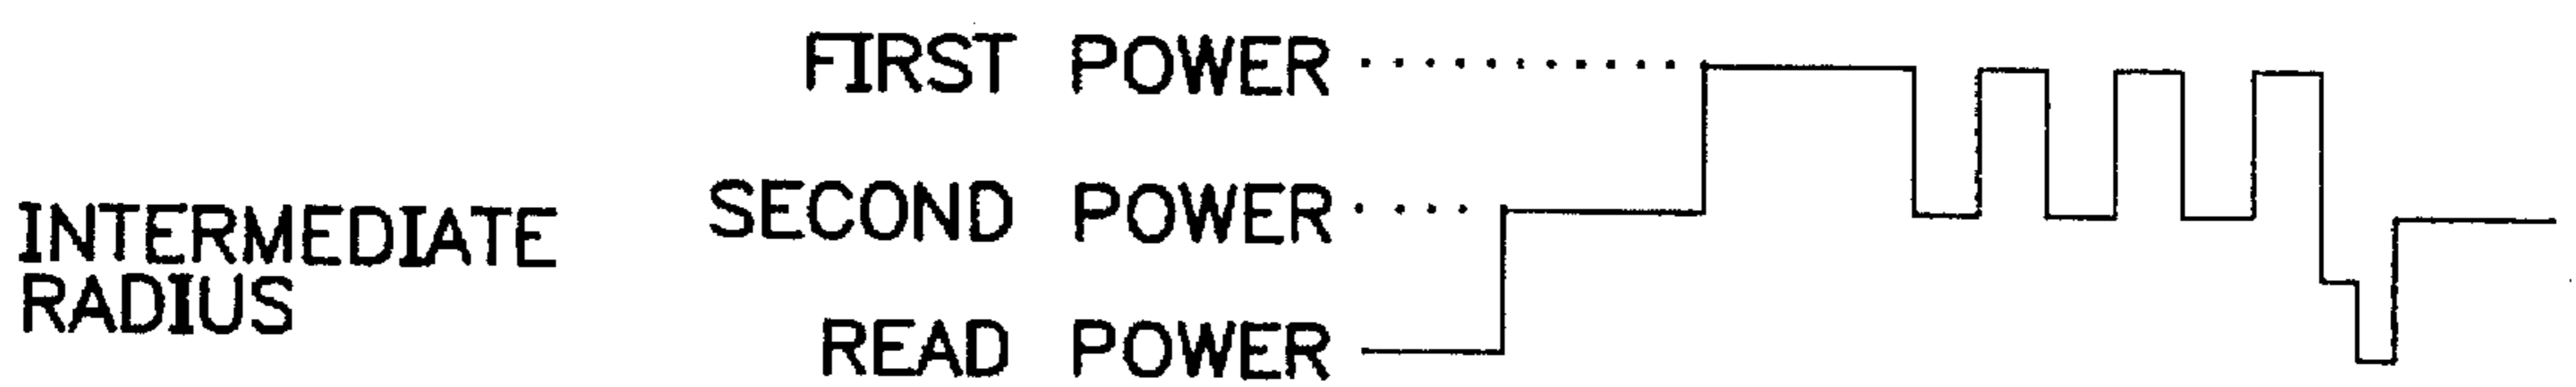 FIRST POWER
SECOND POWER
INTERMEDIATE
RADIUS
READ POWER